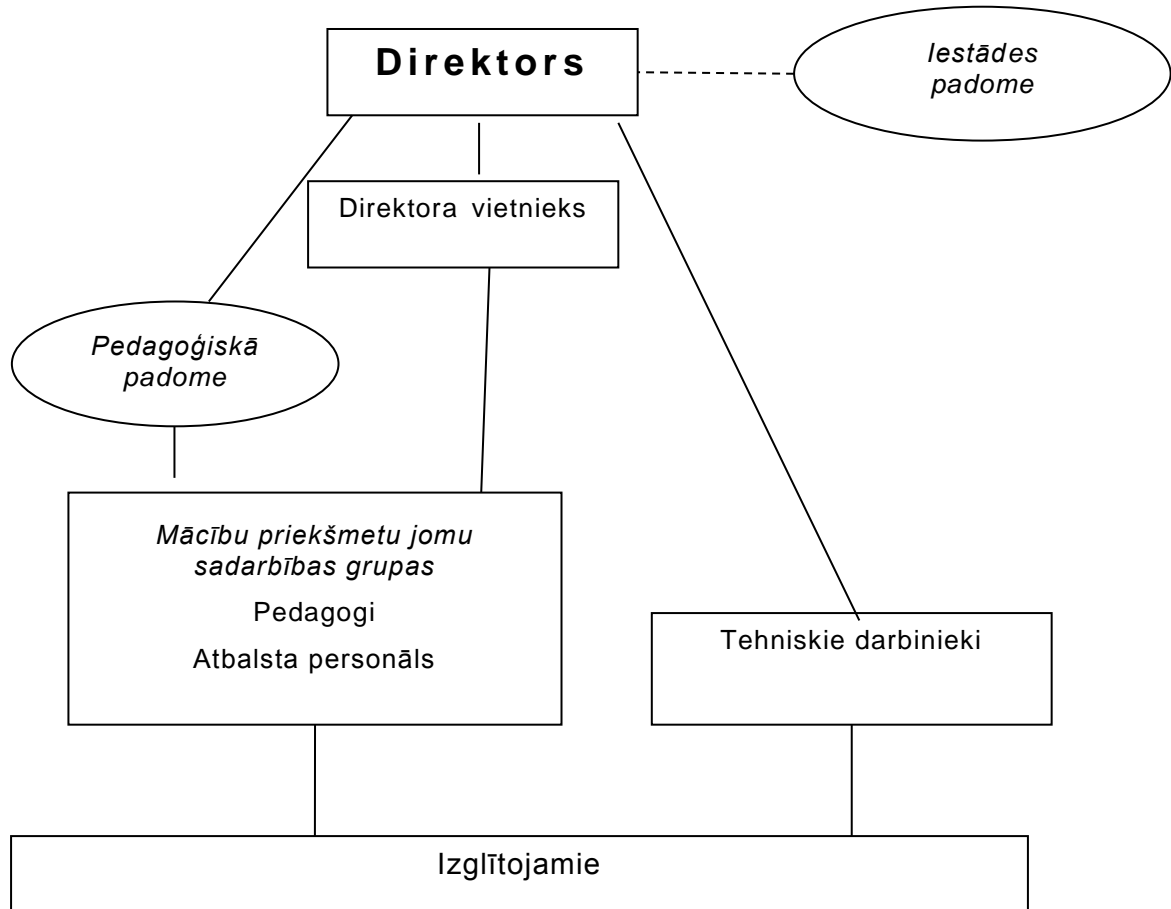 Direktors
Iestādes
padome
Direktora vietnieks
Pedagoģiskā
padome
Mācību priekšmetu jomu
sadarbības grupas
Pedagogi
Atbalsta personāls
Tehniskie darbinieki
Izglītojamie